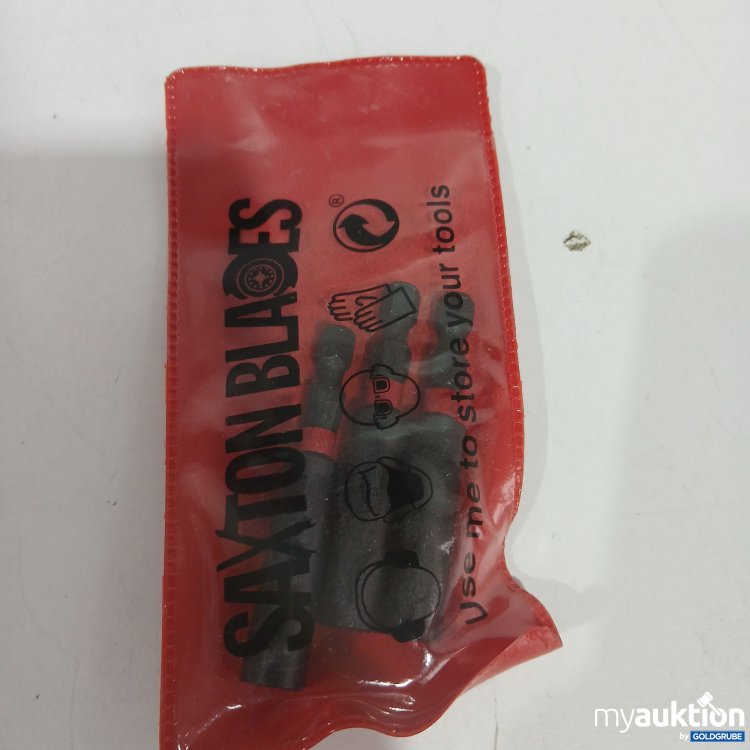 SAXTON BLADES ®
Use me to store your tools
myauktion
by GOLDGRUBE